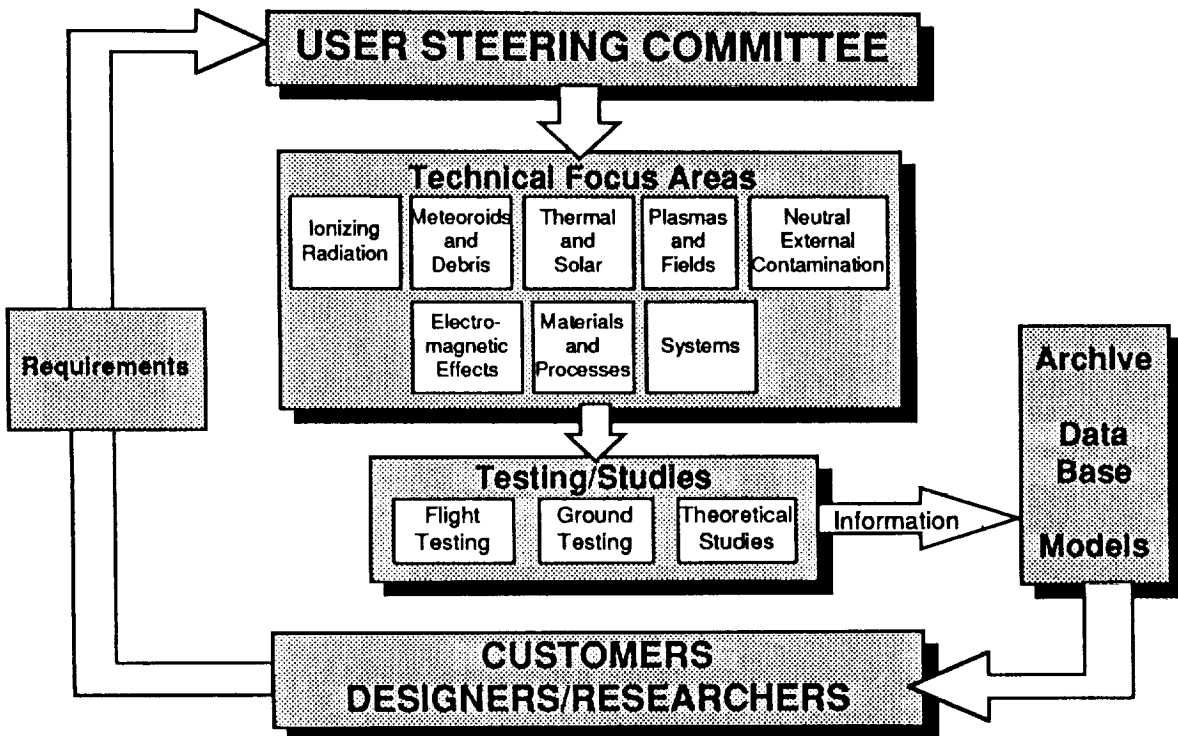 USER STEERING COMMITTEE
Technical Focus Areas
Ionizing
Radiation
Meteoroids
and
Debris
Thermal
and
Solar
Plasmas
and
Fields
Neutral
External
Contamination
Electro-
magnetic
Effects
Materials
and
Processes
Systems
Requirements
Testing/Studies
Flight
Testing
Ground
Testing
Theoretical
Studies
Information
Archive
Data
Base
Models
CUSTOMERS
DESIGNERS/RESEARCHERS